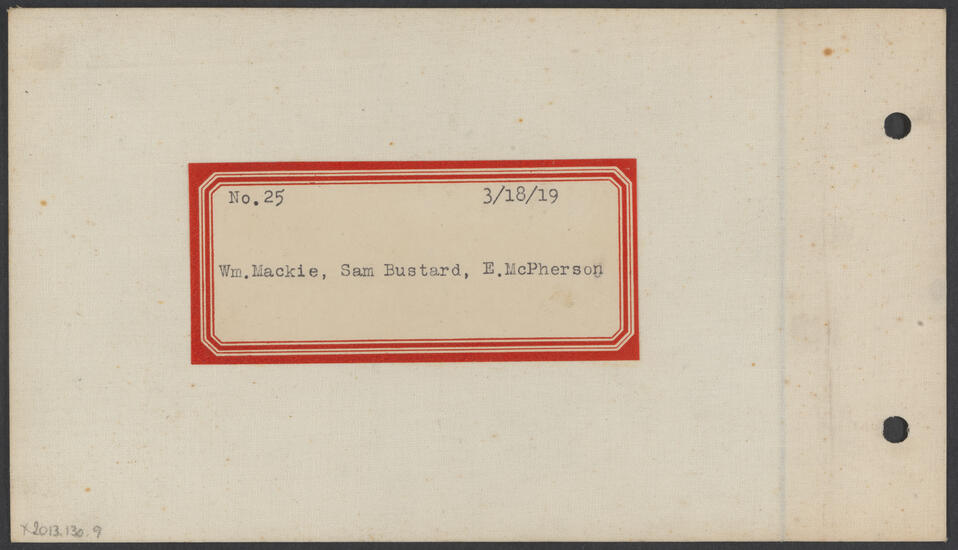 No.25 3/18/19
Wm.Mackie, Sam Bustard, E.McPherson
x2013.130.9